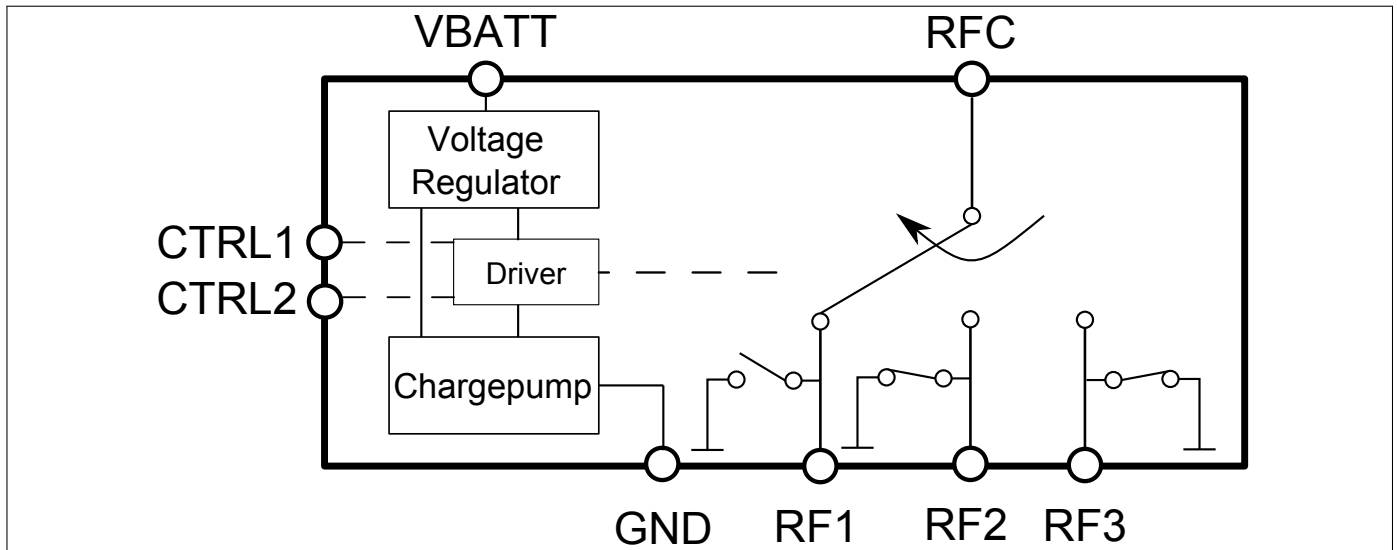 VBATT
RFC
Voltage
Regulator
CTRL1
Driver
CTRL2
Chargepump
GND
RF1
RF2
RF3